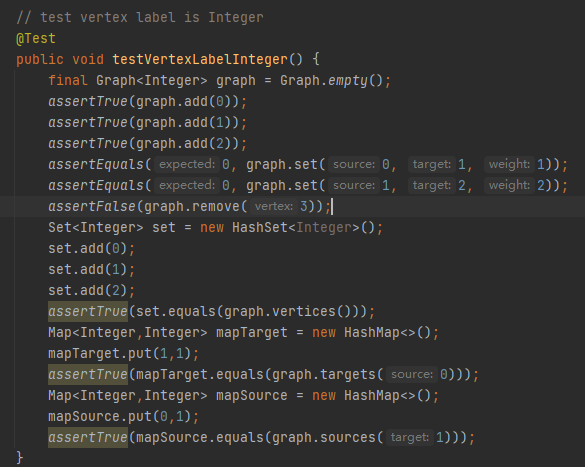 // test vertex label is Integer
@Test
public void testVertexLabelInteger() {
    final Graph<Integer> graph = Graph.empty();
    assertTrue(graph.add(0));
    assertTrue(graph.add(1));
    assertTrue(graph.add(2));
    assertEquals( expected: 0, graph.set( source: 0, target: 1, weight: 1));
    assertEquals( expected: 0, graph.set( source: 1, target: 2, weight: 2));
    assertFalse(graph.remove( vertex: 3));
    Set<Integer> set = new HashSet<Integer>();
    set.add(0);
    set.add(1);
    set.add(2);
    assertTrue(set.equals(graph.vertices()));
    Map<Integer,Integer> mapTarget = new HashMap<>();
    mapTarget.put(1,1);
    assertTrue(mapTarget.equals(graph.targets( source: 0)));
    Map<Integer,Integer> mapSource = new HashMap<>();
    mapSource.put(0,1);
    assertTrue(mapSource.equals(graph.sources( target: 1)));
}